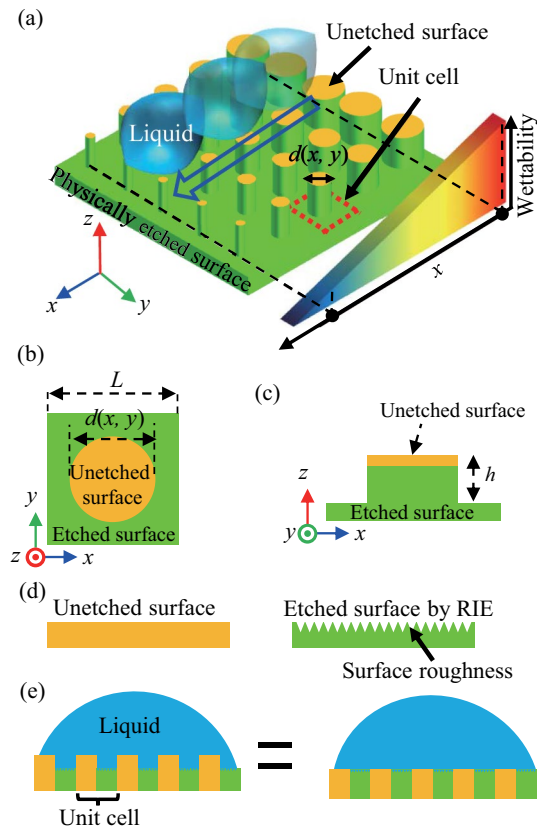 (a)
Unetched surface
Unit cell
Liquid
d(x, y)
Wettability
Physically etched surface
x
z
x
y
(b)
L
d(x, y)
Unetched
surface
Etched surface
y
z
x
(c)
Unetched surface
h
Etched surface
z
y
x
(d)
Unetched surface
Etched surface by RIE
Surface roughness
(e)
Liquid
=
Unit cell